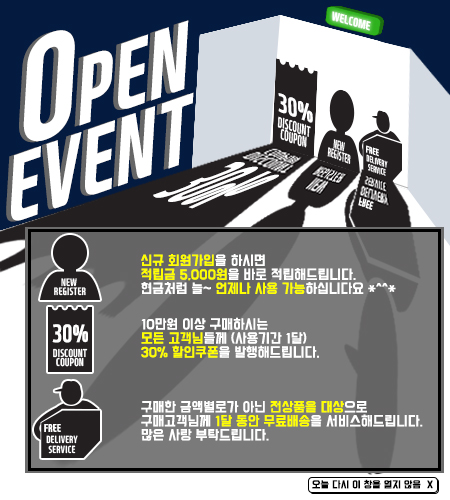 WELCOME
OPEN
EVENT
30%
DISCOUNT
COUPON
NEW
REGISTER
FREE
DELIVERY
SERVICE
NEW
REGISTER
신규 회원가입을 하시면
적립금 5,000원을 바로 적립해드립니다.
현금처럼 늘~ 언제나 사용 가능하십니다요 *^^*
30%
DISCOUNT
COUPON
10만원 이상 구매하시는
모든 고객님들께 (사용기간 1달)
30% 할인쿠폰을 발행해드립니다.
FREE
DELIVERY
SERVICE
구매한 금액별로가 아닌 전상품을 대상으로
구매고객님께 1달 동안 무료배송을 서비스해드립니다.
많은 사랑 부탁드립니다.
오늘 다시 이 창을 열지 않음 X